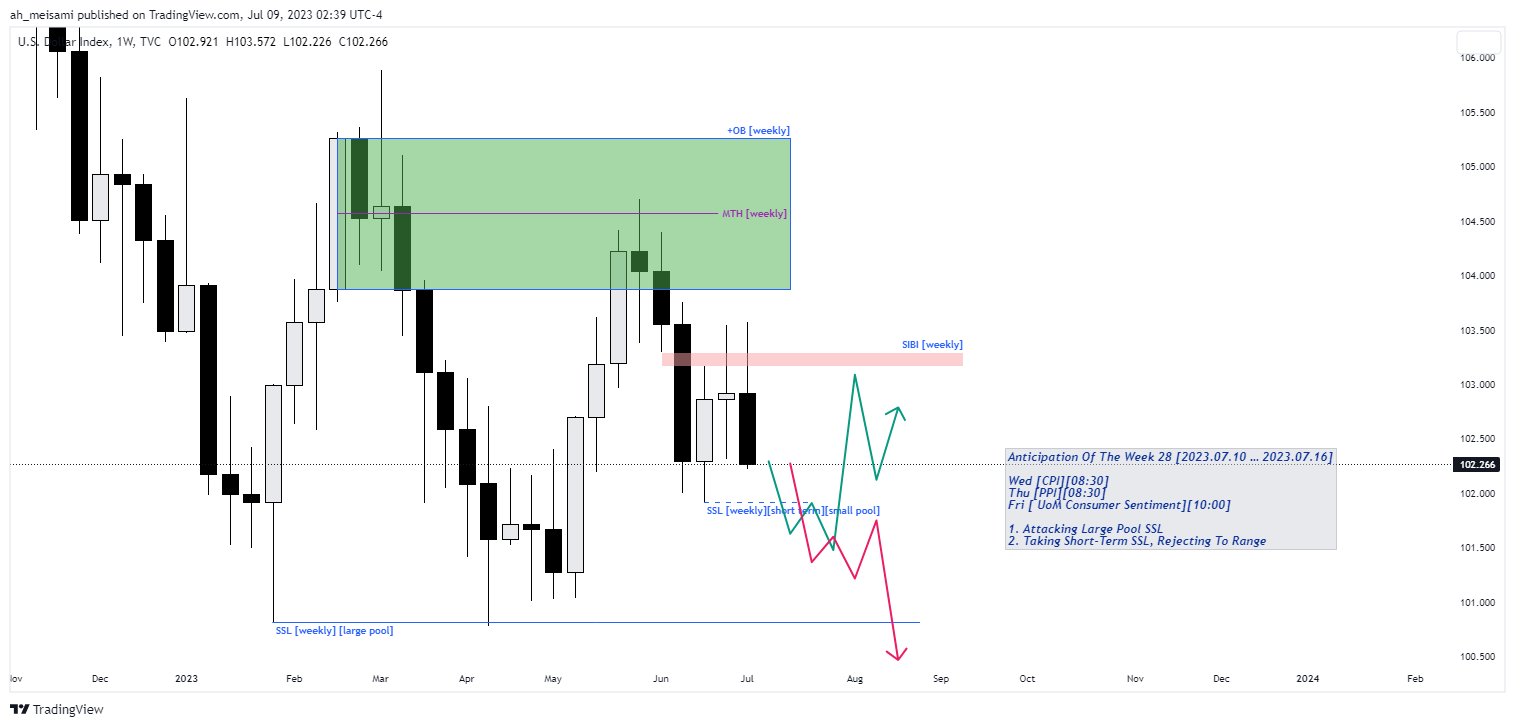 ah_meisami published on TradingView.com, Jul 09, 2023 02:39 UTC-4
U.S. Dollar Index, 1W, TVC O102.921 H103.572 L102.226 C102.266
106.000
105.500
+OB [weekly]
105.000
MTH [weekly]
104.500
104.000
103.500
SIBI [weekly]
103.000
102.500
Anticipation Of The Week 28 [2023.07.10 ... 2023.07.16]
102.266
Wed [CPI][08:30]
Thu [PPI][08:30]
102.000
Fri [ UoM Consumer Sentiment][10:00]
SSL [weekly][short term][small pool]
1. Attacking Large Pool SSL
2. Taking Short-Term SSL, Rejecting To Range
101.500
101.000
SSL [weekly] [large pool]
100.500
Nov Dec 2023 Feb Mar Apr May Jun Jul Aug Sep Oct Nov Dec 2024 Feb
TradingView